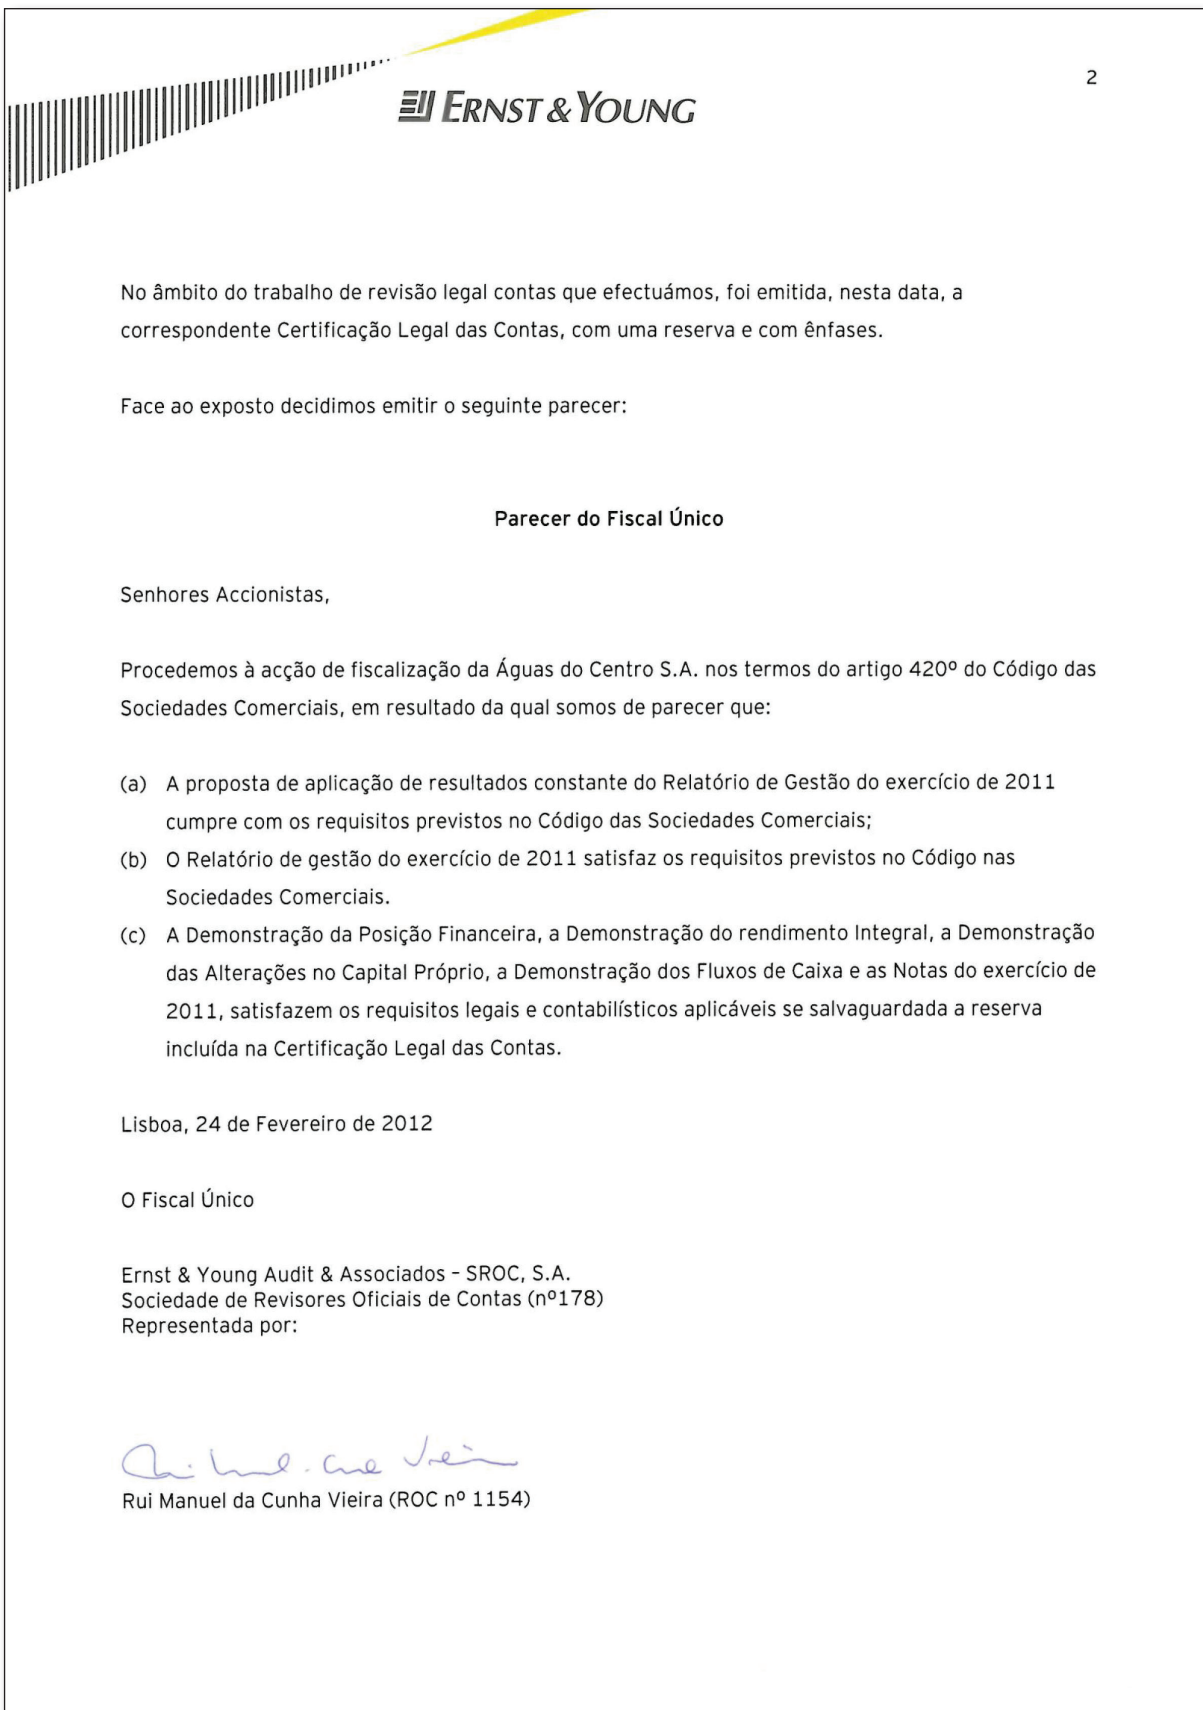 2
ERNST & YOUNG
No âmbito do trabalho de revisão legal contas que efectuámos, foi emitida, nesta data, a
correspondente Certificação Legal das Contas, com uma reserva e com ênfases.
Face ao exposto decidimos emitir o seguinte parecer:
Parecer do Fiscal Único
Senhores Accionistas,
Procedemos à acção de fiscalização da Águas do Centro S.A. nos termos do artigo 420º do Código das
Sociedades Comerciais, em resultado da qual somos de parecer que:
(a) A proposta de aplicação de resultados constante do Relatório de Gestão do exercício de 2011
cumpre com os requisitos previstos no Código das Sociedades Comerciais;
(b) O Relatório de gestão do exercício de 2011 satisfaz os requisitos previstos no Código nas
Sociedades Comerciais.
(c) A Demonstração da Posição Financeira, a Demonstração do rendimento Integral, a Demonstração
das Alterações no Capital Próprio, a Demonstração dos Fluxos de Caixa e as Notas do exercício de
2011, satisfazem os requisitos legais e contabilísticos aplicáveis se salvaguardada a reserva
incluída na Certificação Legal das Contas.
Lisboa, 24 de Fevereiro de 2012
O Fiscal Único
Ernst & Young Audit & Associados - SROC, S.A.
Sociedade de Revisores Oficiais de Contas (nº178)
Representada por:
Rui Manuel da Cunha Vieira (ROC nº 1154)